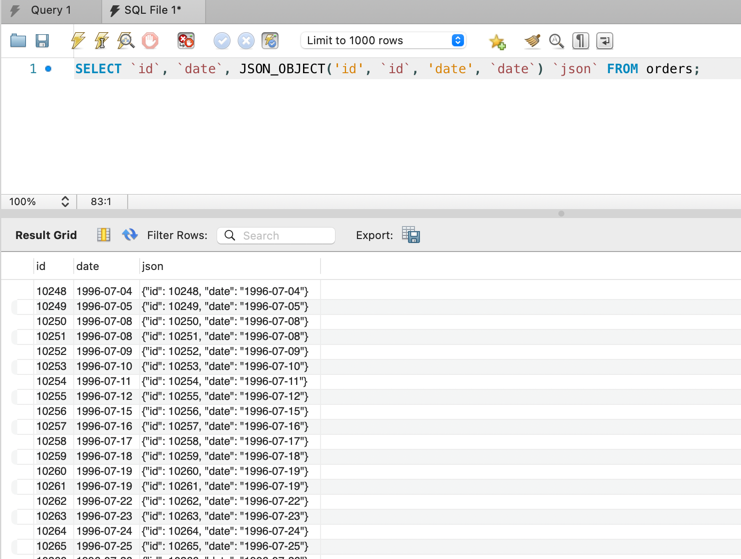 Query 1 SQL File 1*
Limit to 1000 rows
1 SELECT `id`, `date`, JSON_OBJECT('id', `id`, 'date', `date`) `json` FROM orders;
100% 83:1
Result Grid Filter Rows: Search Export:
id date json
10248 1996-07-04 {"id": 10248, "date": "1996-07-04"}
10249 1996-07-05 {"id": 10249, "date": "1996-07-05"}
10250 1996-07-08 {"id": 10250, "date": "1996-07-08"}
10251 1996-07-08 {"id": 10251, "date": "1996-07-08"}
10252 1996-07-09 {"id": 10252, "date": "1996-07-09"}
10253 1996-07-10 {"id": 10253, "date": "1996-07-10"}
10254 1996-07-11 {"id": 10254, "date": "1996-07-11"}
10255 1996-07-12 {"id": 10255, "date": "1996-07-12"}
10256 1996-07-15 {"id": 10256, "date": "1996-07-15"}
10257 1996-07-16 {"id": 10257, "date": "1996-07-16"}
10258 1996-07-17 {"id": 10258, "date": "1996-07-17"}
10259 1996-07-18 {"id": 10259, "date": "1996-07-18"}
10260 1996-07-19 {"id": 10260, "date": "1996-07-19"}
10261 1996-07-19 {"id": 10261, "date": "1996-07-19"}
10262 1996-07-22 {"id": 10262, "date": "1996-07-22"}
10263 1996-07-23 {"id": 10263, "date": "1996-07-23"}
10264 1996-07-24 {"id": 10264, "date": "1996-07-24"}
10265 1996-07-25 {"id": 10265, "date": "1996-07-25"}